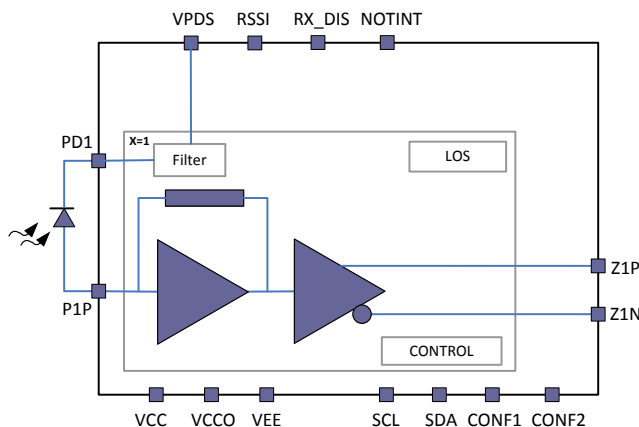 VPDS RSSI RX_DIS NOTINT
PD1
X=1
Filter
LOS
P1P
Z1P
Z1N
CONTROL
VCC VCCO VEE SCL SDA CONF1 CONF2